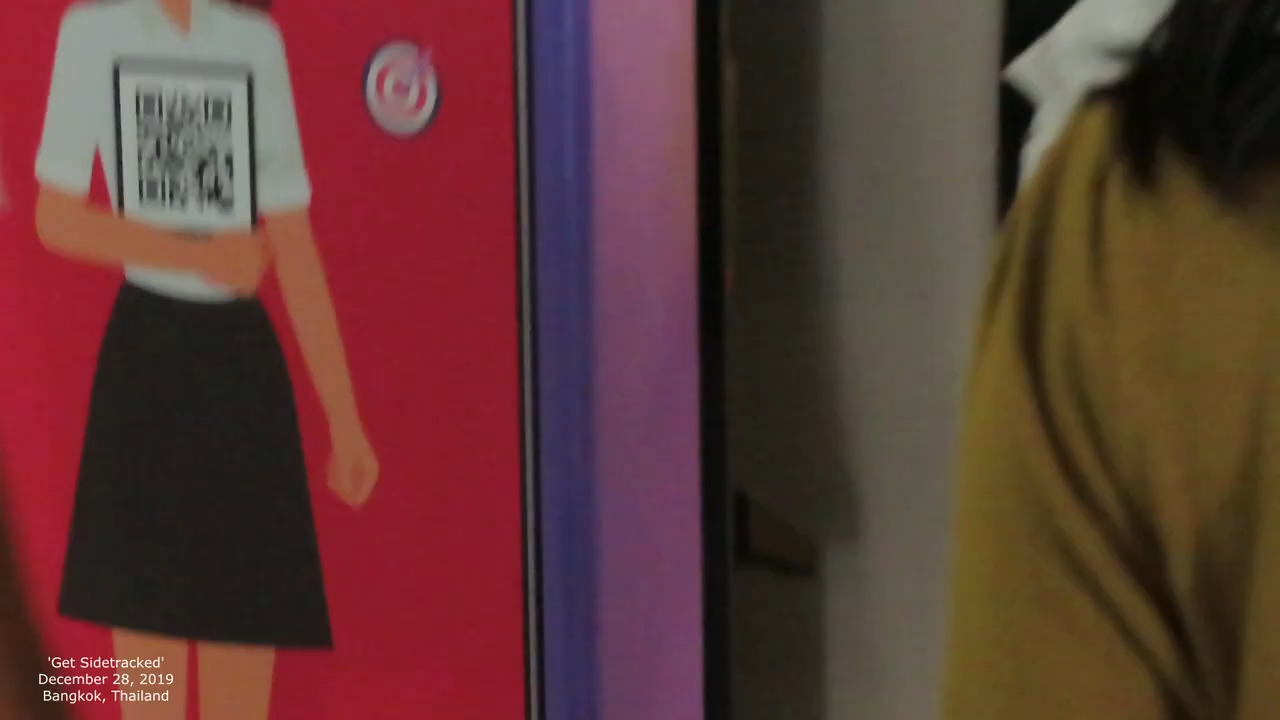 'Get Sidetracked'
December 28, 2019
Bangkok, Thailand